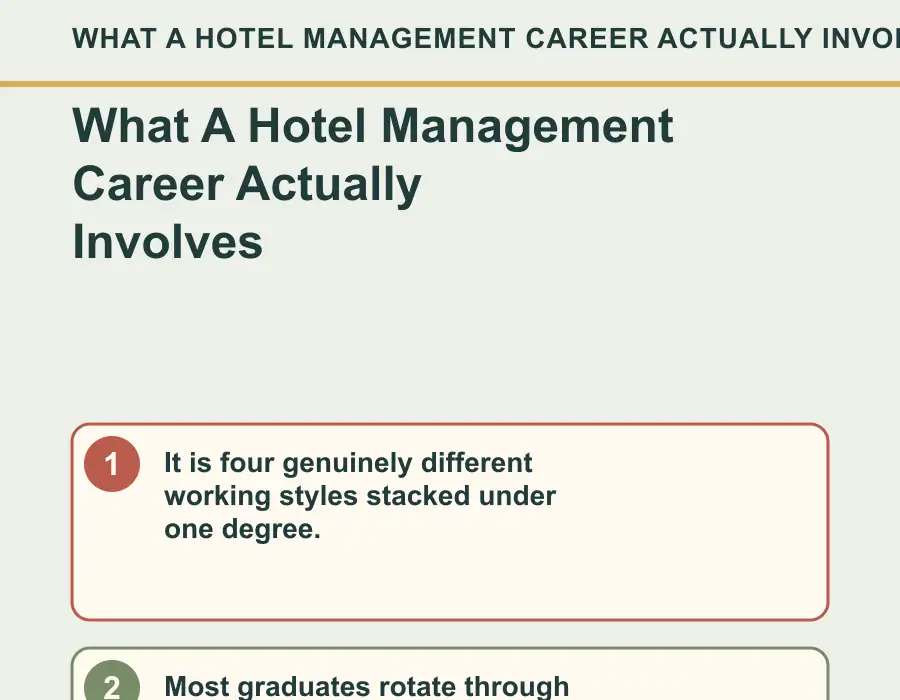 WHAT A HOTEL MANAGEMENT CAREER ACTUALLY
What A Hotel Management
Career Actually
Involves
1
It is four genuinely different
working styles stacked under
one degree.
2
Most graduates rotate through